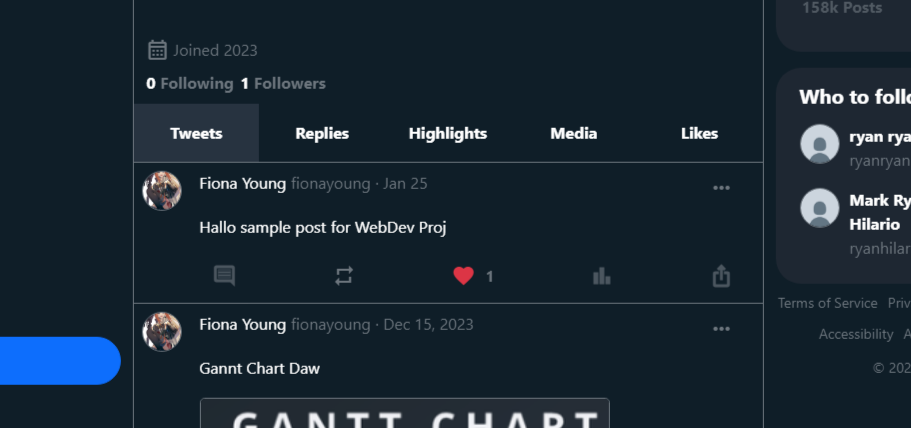 158k Posts
Joined 2023
0 Following 1 Followers
Tweets Replies Highlights Media Likes
Fiona Young fionayoung · Jan 25
Hallo sample post for WebDev Proj
1
Fiona Young fionayoung · Dec 15, 2023
Gannt Chart Daw
GANTT CHART
Who to follo
ryan rya
ryanryan
Mark Ry
Hilario
ryanhilar
Terms of Service Priv
Accessibility A
© 202